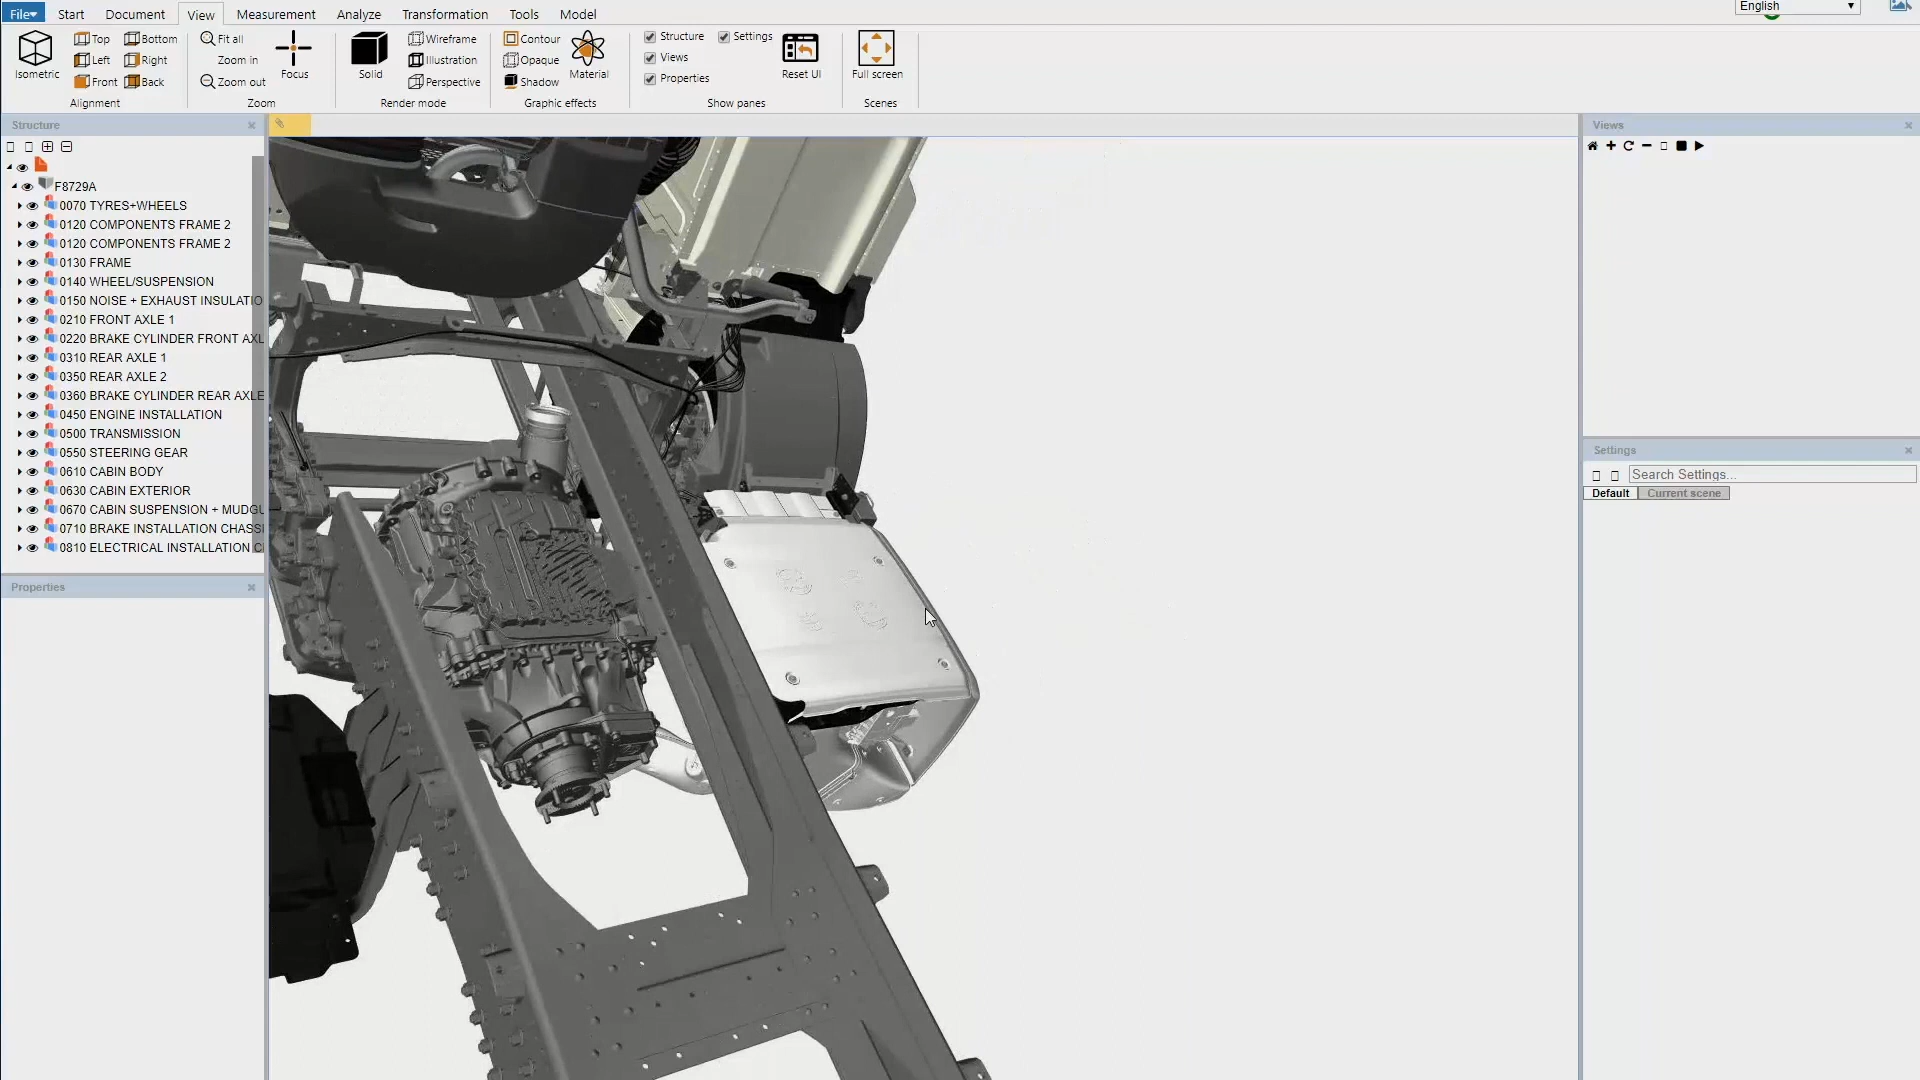 File Start Document View Measurement Analyze Transformation Tools Model English
Isometric Top Bottom Left Right Front Back Alignment
Fit all Zoom in Zoom out Focus Zoom
Solid Wireframe Illustration Perspective Render mode
Contour Opaque Shadow Material Graphic effects
Structure Settings Views Properties Reset UI Show panes
Full screen Scenes
Structure
F8729A
0070 TYRES+WHEELS
0120 COMPONENTS FRAME 2
0120 COMPONENTS FRAME 2
0130 FRAME
0140 WHEEL/SUSPENSION
0150 NOISE + EXHAUST INSULATIO
0210 FRONT AXLE 1
0220 BRAKE CYLINDER FRONT AXL
0310 REAR AXLE 1
0350 REAR AXLE 2
0360 BRAKE CYLINDER REAR AXLE
0450 ENGINE INSTALLATION
0500 TRANSMISSION
0550 STEERING GEAR
0610 CABIN BODY
0630 CABIN EXTERIOR
0670 CABIN SUSPENSION + MUDGU
0710 BRAKE INSTALLATION CHASSI
0810 ELECTRICAL INSTALLATION C
Properties
Views
Settings
Search Settings...
Default Current scene